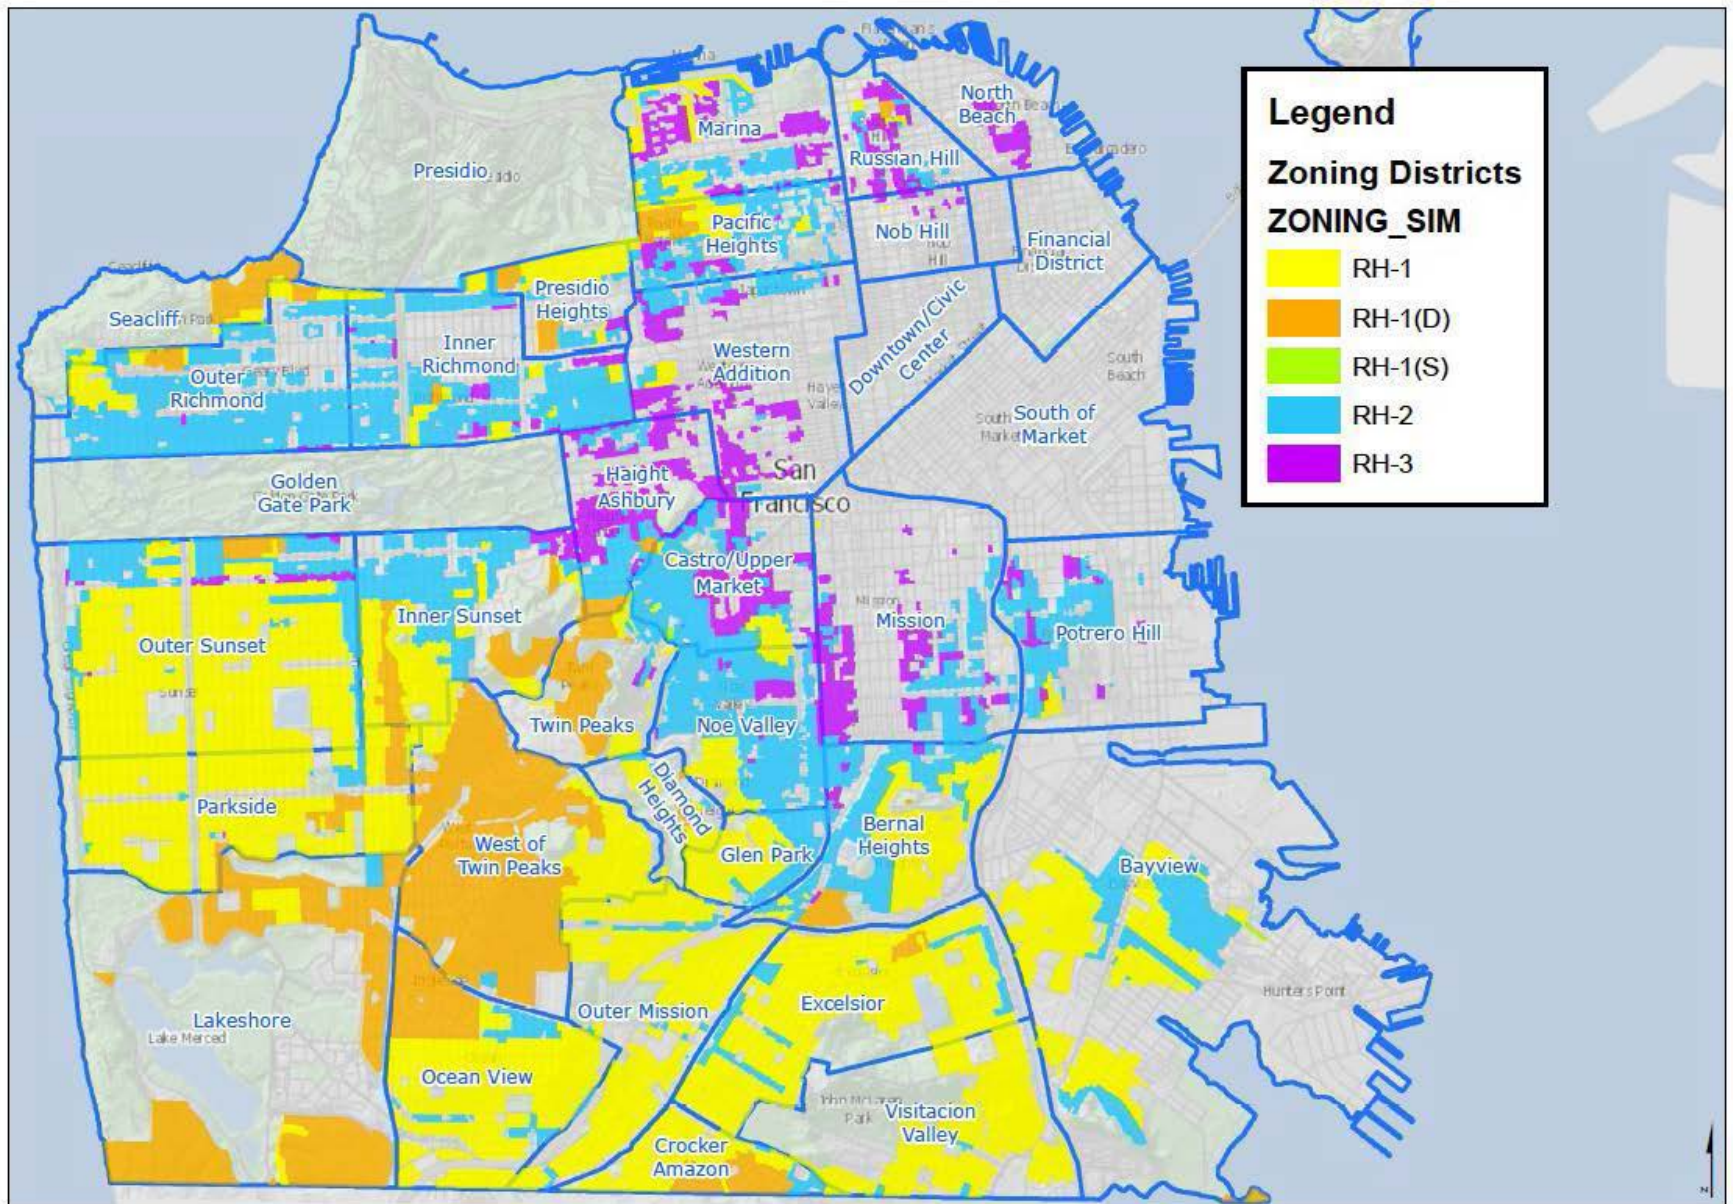 Presidio
Marina
Russian Hill
North
Beach
Pacific
Heights
Nob Hill
Financial
District
Seacliff
Presidio
Heights
Outer
Richmond
Inner
Richmond
Western
Addition
Downtown/Civic
Center
South
Beach
South of
Market
Golden
Gate Park
Haight
Ashbury
San
Francisco
Castro/Upper
Market
Outer Sunset
Inner Sunset
Mission
Mission
Potrero Hill
Twin Peaks
Noe Valley
Parkside
West of
Twin Peaks
Diamond
Heights
Glen Park
Bernal
Heights
Bayview
Lakeshore
Lake Merced
Outer Mission
Excelsior
Hunters Point
Ocean View
John McLaren
Park
Visitacion
Valley
Crocker
Amazon
Legend
Zoning Districts
ZONING_SIM
RH-1
RH-1(D)
RH-1(S)
RH-2
RH-3
N